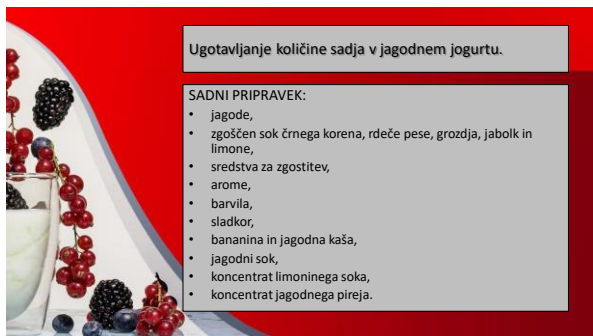 Ugotavljanje količine sadja v jagodnem jogurtu.
SADNI PRIPRAVEK:
• jagode,
• zgoščen sok črnega korena, rdeče pese, grozdja, jabolk in
limone,
• sredstva za zgostitev,
• arome,
• barvila,
• sladkor,
• bananina in jagodna kaša,
• jagodni sok,
• koncentrat limoninega soka,
• koncentrat jagodnega pireja.